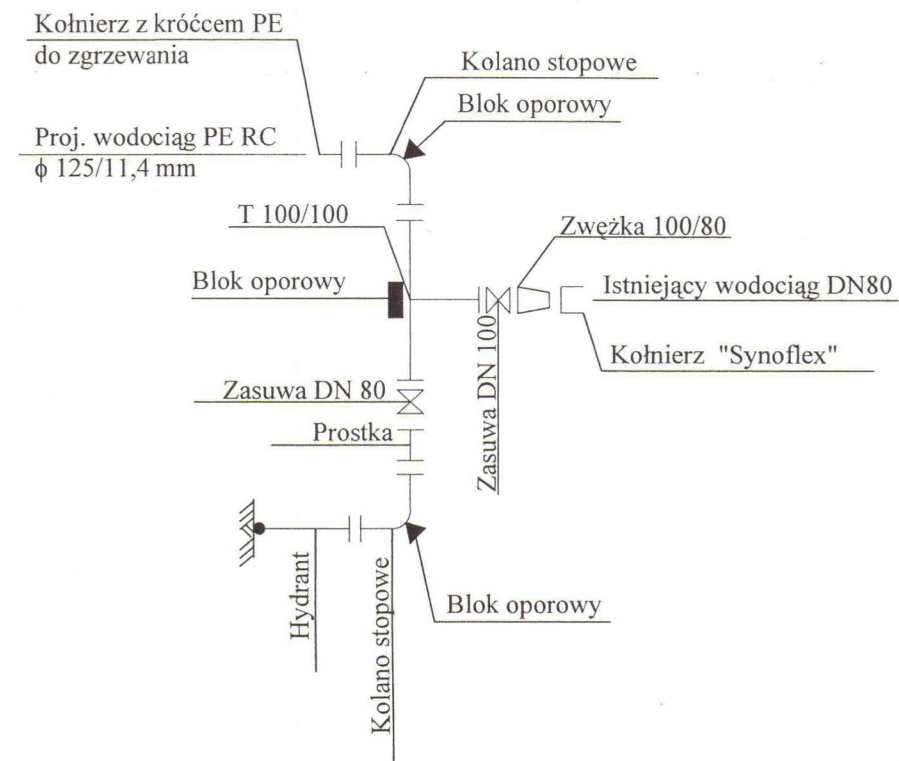 Kołnierz z króćcem PE
do zgrzewania
Kolano stopowe
Blok oporowy
Proj. wodociąg PE RC
ϕ 125/11,4 mm
T 100/100
Zwężka 100/80
Blok oporowy
Istniejący wodociąg DN80
Kołnierz "Synoflex"
Zasuwa DN 100
Zasuwa DN 80
Prostka
Hydrant
Kolano stopowe
Blok oporowy